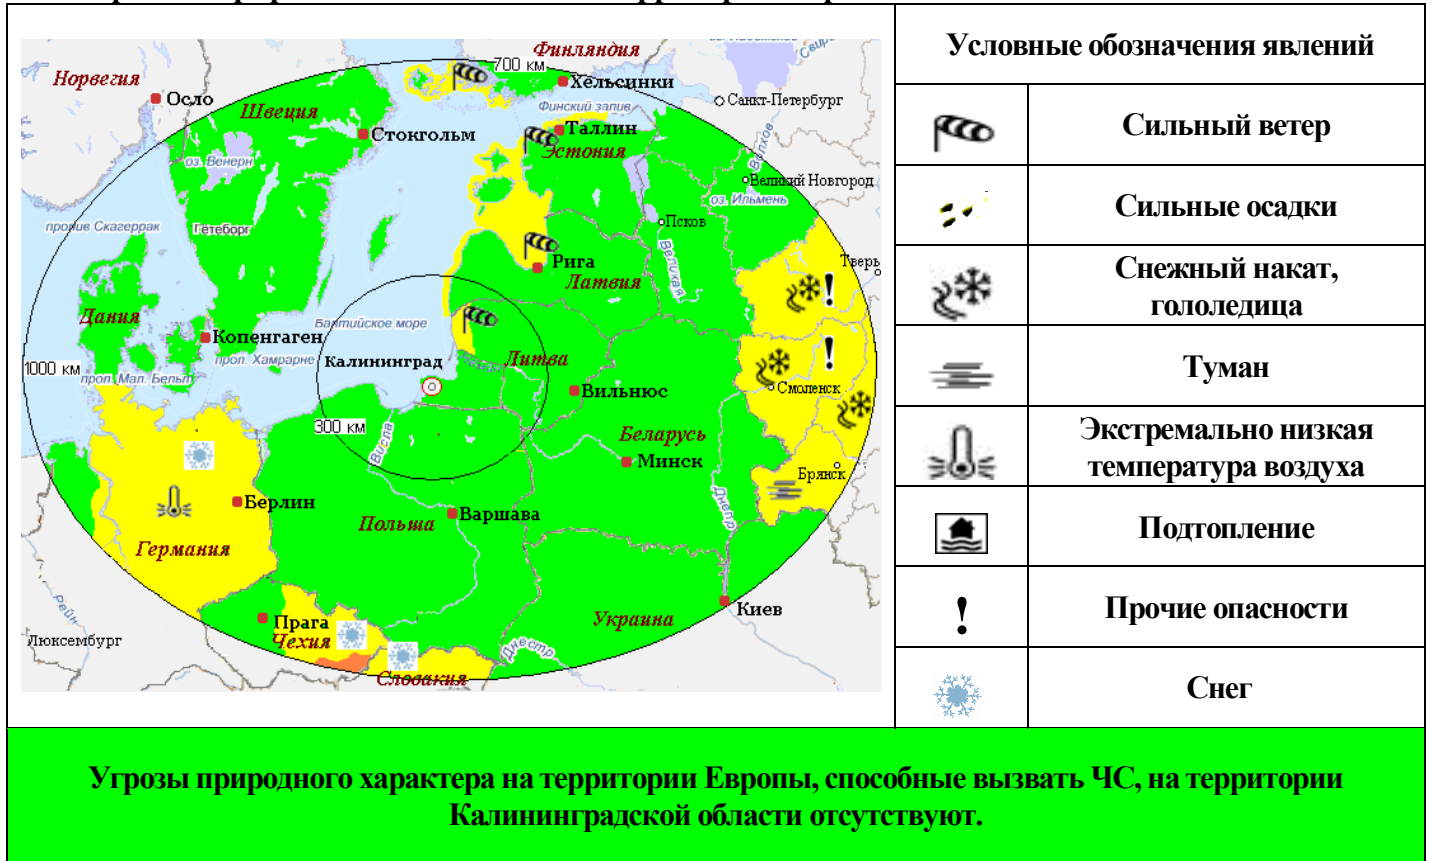 Финляндия
700 км.
Норвегия
Хельсинки
Осло
Швеция
Санкт-Петербург
Финский залив
Стокгольм
Таллин
Эстония
Волхов
оз. Венерн
Великий Новгород
оз. Ильмень
пролив Скагеррак
Гётеборг
Псков
Великая
Рига
Тверь
Латвия
Дания
Балтийское море
Копенгаген
прол. Хамрарне
Калининград
Литва
1000 км
прол. Мал. Бельт
Вильнюс
Смоленск
300 км
Висла
Беларусь
Минск
Брянск
Днепр
Берлин
Польша
Варшава
Германия
Рейн
Прага
Чехия
Украина
Киев
Люксембург
Днестр
Словакия
Условные обозначения явлений
Сильный ветер
Сильные осадки
Снежный накат,
гололедица
Туман
Экстремально низкая
температура воздуха
Подтопление
!
Прочие опасности
Снег
Угрозы природного характера на территории Европы, способные вызвать ЧС, на территории
Калининградской области отсутствуют.